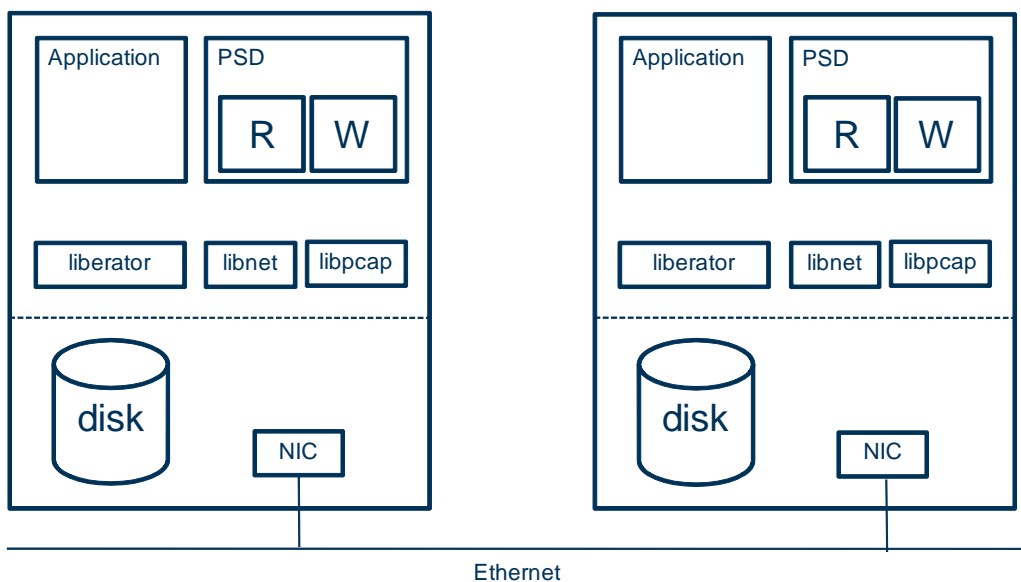 Application
PSD
R
W
liberator
libnet
libpcap
disk
NIC
Application
PSD
R
W
liberator
libnet
libpcap
disk
NIC
Ethernet